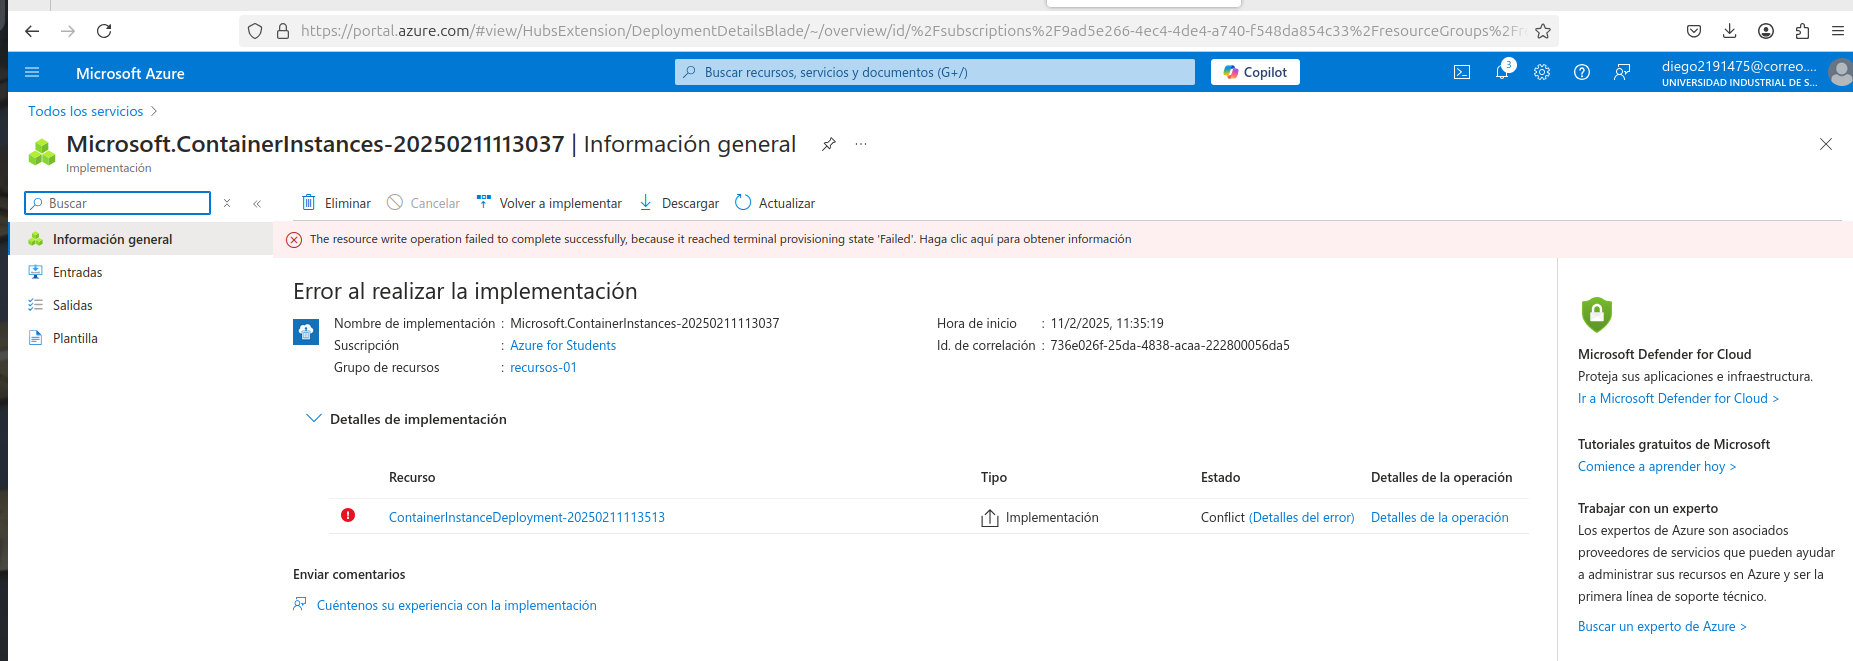 https://portal.azure.com/#view/HubsExtension/DeploymentDetailsBlade/~/overview/id/%2Fsubscriptions%2F9ad5e266-4ec4-4de4-a740-f548da854c33%2FresourceGroups%2Fr
Microsoft Azure
Buscar recursos, servicios y documentos (G+/)
Copilot
3
diego2191475@correo....
UNIVERSIDAD INDUSTRIAL DE S...
Todos los servicios >
Microsoft.ContainerInstances-20250211113037 | Información general
Implementación
Buscar
Eliminar
Cancelar
Volver a implementar
Descargar
Actualizar
Información general
Entradas
Salidas
Plantilla
The resource write operation failed to complete successfully, because it reached terminal provisioning state 'Failed'. Haga clic aquí para obtener información
Error al realizar la implementación
Nombre de implementación : Microsoft.ContainerInstances-20250211113037
Suscripción : Azure for Students
Grupo de recursos : recursos-01
Hora de inicio : 11/2/2025, 11:35:19
Id. de correlación : 736e026f-25da-4838-acaa-222800056da5
Detalles de implementación
Recurso Tipo Estado Detalles de la operación
ContainerInstanceDeployment-20250211113513 Implementación Conflict (Detalles del error) Detalles de la operación
Enviar comentarios
Cuéntenos su experiencia con la implementación
Microsoft Defender for Cloud
Proteja sus aplicaciones e infraestructura.
Ir a Microsoft Defender for Cloud >
Tutoriales gratuitos de Microsoft
Comience a aprender hoy >
Trabajar con un experto
Los expertos de Azure son asociados
proveedores de servicios que pueden ayudar
a administrar sus recursos en Azure y ser la
primera línea de soporte técnico.
Buscar un experto de Azure >